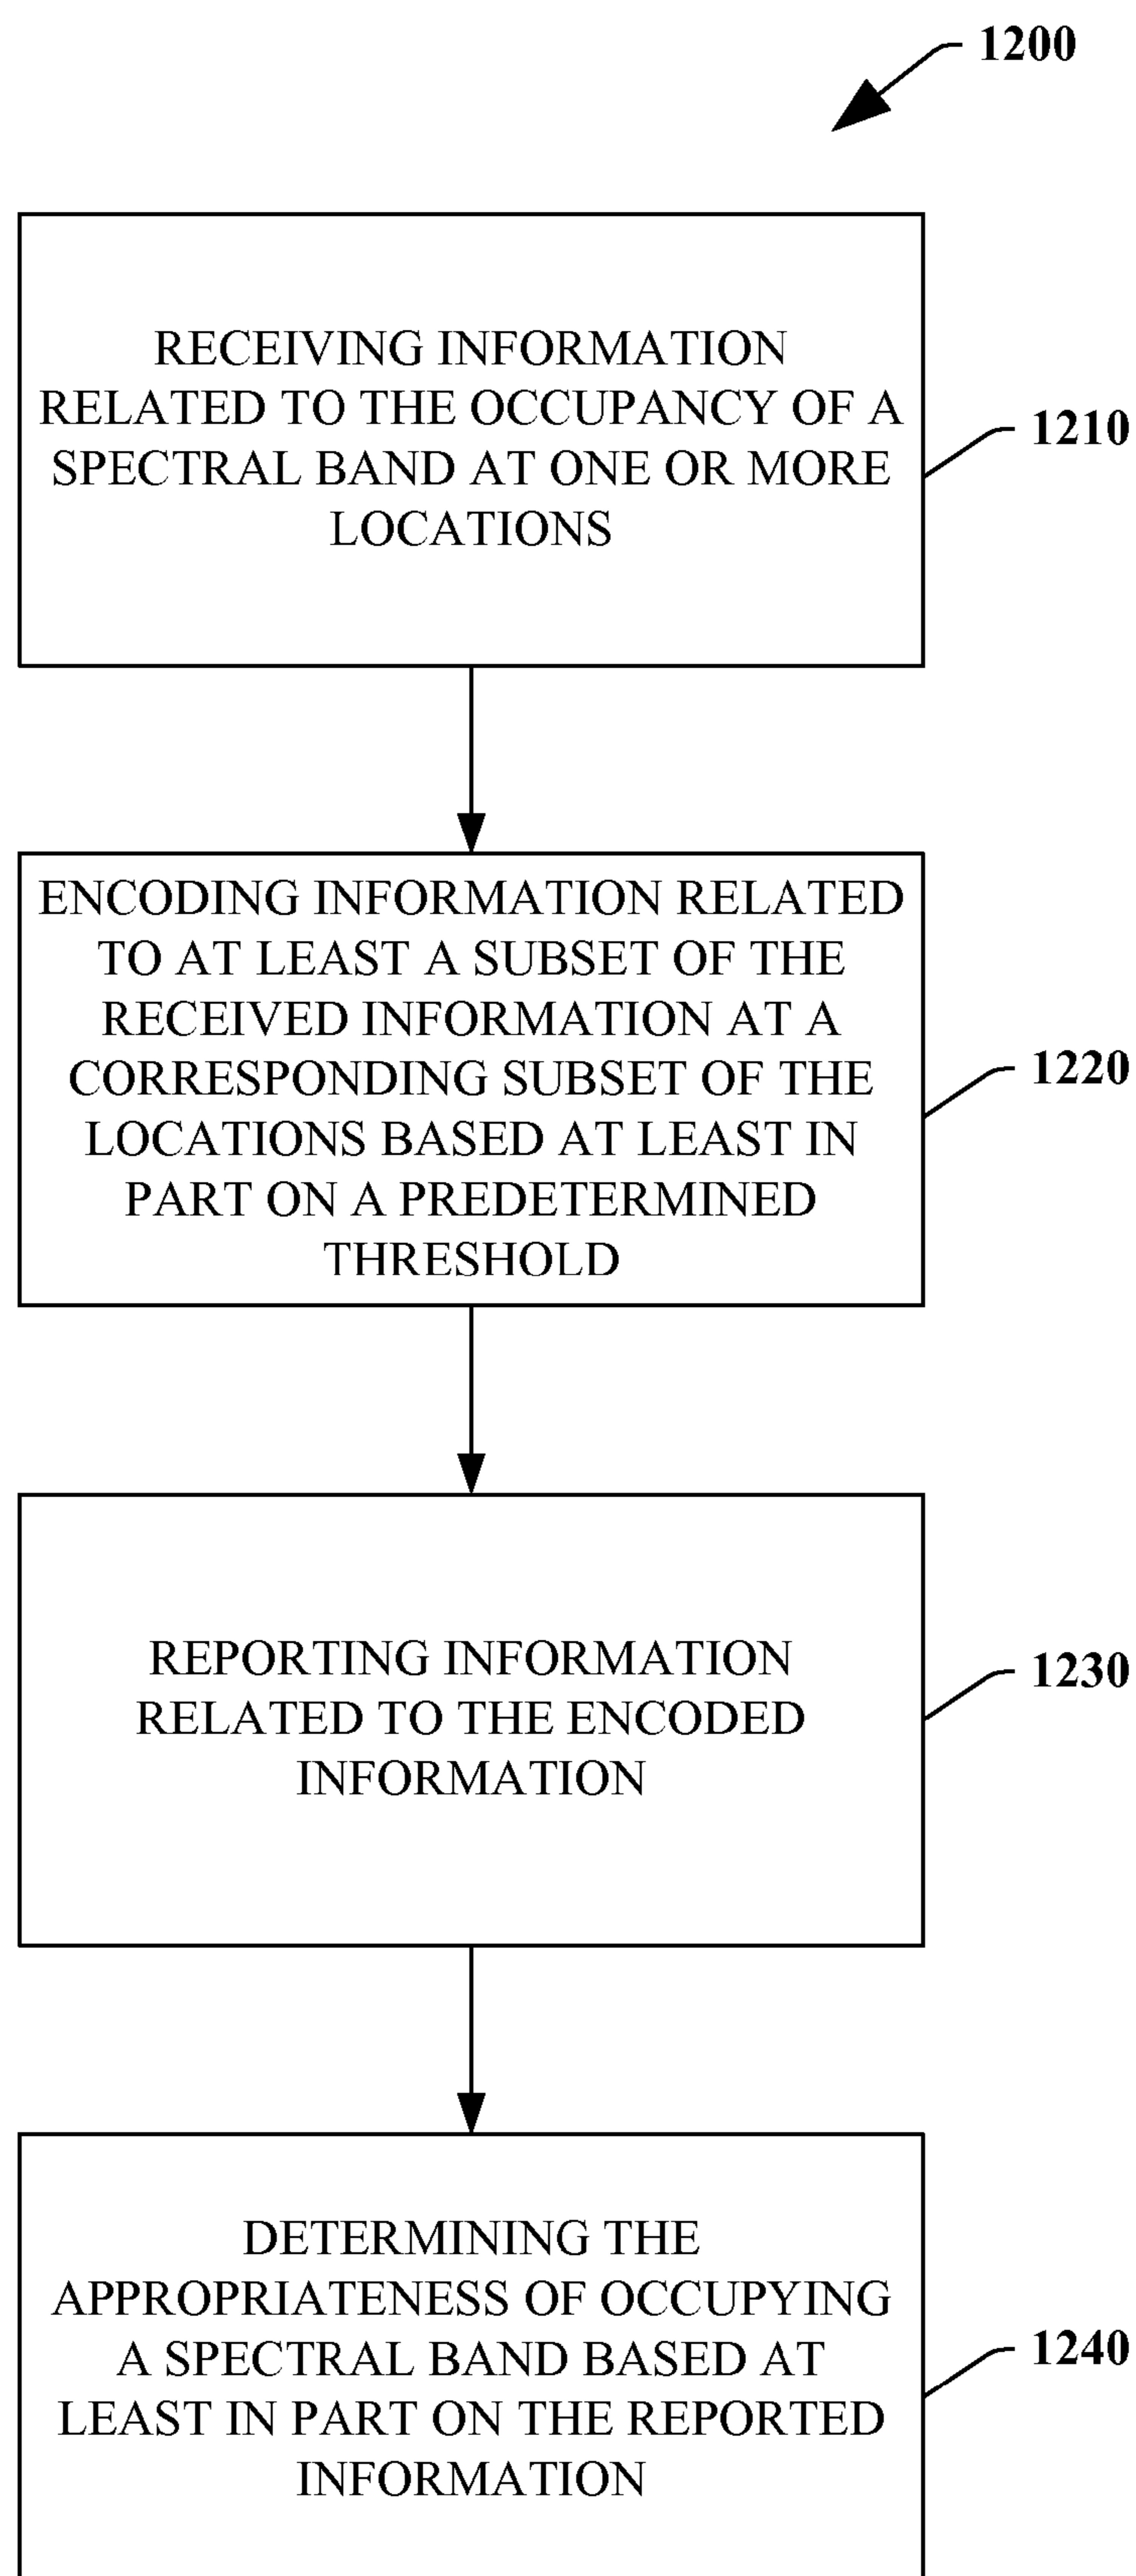 1200
RECEIVING INFORMATION
RELATED TO THE OCCUPANCY OF A
SPECTRAL BAND AT ONE OR MORE
LOCATIONS
1210
ENCODING INFORMATION RELATED
TO AT LEAST A SUBSET OF THE
RECEIVED INFORMATION AT A
CORRESPONDING SUBSET OF THE
LOCATIONS BASED AT LEAST IN
PART ON A PREDETERMINED
THRESHOLD
1220
REPORTING INFORMATION
RELATED TO THE ENCODED
INFORMATION
1230
DETERMINING THE
APPROPRIATENESS OF OCCUPYING
A SPECTRAL BAND BASED AT
LEAST IN PART ON THE REPORTED
INFORMATION
1240